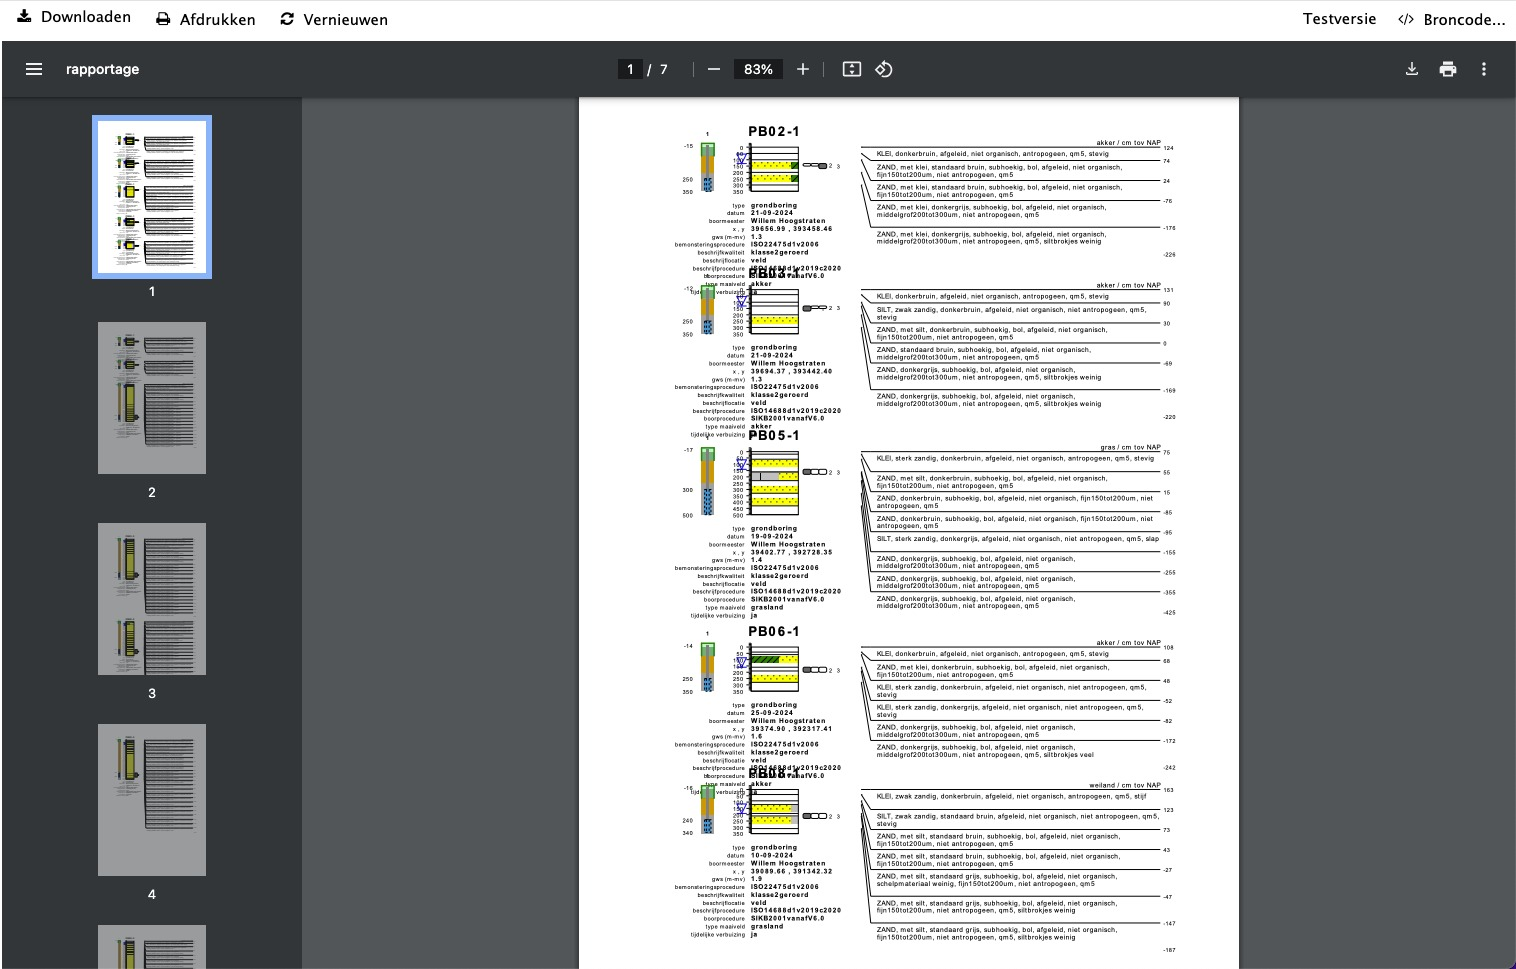 Downloaden Afdrukken Vernieuwen Testversie </> Broncode...
rapportage 1 / 7 83%
1
2
3
4
PB02-1
1
-15
250
350
0
50
100
150
200
250
300
350
2 3
akker / cm tov NAP
124
KLEI, donkerbruin, afgeleid, niet organisch, antropogeen, qm5, stevig
74
ZAND, met klei, standaard bruin, subhoekig, bol, afgeleid, niet organisch,
fijn150tot200um, niet antropogeen, qm5
24
ZAND, met klei, standaard bruin, subhoekig, bol, afgeleid, niet organisch,
fijn150tot200um, niet antropogeen, qm5
-76
ZAND, met klei, donkergrijs, subhoekig, bol, afgeleid, niet organisch,
middelgrof200tot300um, niet antropogeen, qm5
-176
ZAND, met klei, donkergrijs, subhoekig, bol, afgeleid, niet organisch,
middelgrof200tot300um, niet antropogeen, qm5, siltbrokjes weinig
-226
type grondboring
datum 21-09-2024
boormeester Willem Hoogstraten
x , y 39656.99 , 393458.46
gws (m-mv) 1.3
bemonsteringsprocedure ISO22475d1v2006
beschrijfkwaliteit klasse2geroerd
beschrijflocatie veld
beschrijfprocedure ISO14688d1v2019c2020
boorprocedure
type maaiveld akker
PB03-1
-12
250
350
0
50
100
150
200
250
300
350
2 3
akker / cm tov NAP
131
KLEI, donkerbruin, afgeleid, niet organisch, antropogeen, qm5, stevig
90
SILT, zwak zandig, donkerbruin, afgeleid, niet organisch, niet antropogeen, qm5,
stevig
30
ZAND, met silt, donkerbruin, subhoekig, bol, afgeleid, niet organisch,
fijn150tot200um, niet antropogeen, qm5
0
ZAND, standaard bruin, subhoekig, bol, afgeleid, niet organisch,
middelgrof200tot300um, niet antropogeen, qm5
-69
ZAND, donkergrijs, subhoekig, bol, afgeleid, niet organisch,
middelgrof200tot300um, niet antropogeen, qm5, siltbrokjes weinig
-169
ZAND, donkergrijs, subhoekig, bol, afgeleid, niet organisch,
middelgrof200tot300um, niet antropogeen, qm5, siltbrokjes weinig
-220
type grondboring
datum 21-09-2024
boormeester Willem Hoogstraten
x , y 39694.37 , 393442.40
gws (m-mv) 1.3
bemonsteringsprocedure ISO22475d1v2006
beschrijfkwaliteit klasse2geroerd
beschrijflocatie veld
beschrijfprocedure ISO14688d1v2019c2020
boorprocedure SIKB2001vanafV6.0
type maaiveld akker
tijdelijke verbuizing
PB05-1
-17
300
500
0
50
100
150
200
250
300
350
400
450
500
2 3
gras / cm tov NAP
75
KLEI, sterk zandig, donkerbruin, afgeleid, niet organisch, antropogeen, qm5, stevig
55
ZAND, met silt, donkerbruin, subhoekig, bol, afgeleid, niet organisch,
fijn150tot200um, niet antropogeen, qm5
15
ZAND, donkerbruin, subhoekig, bol, afgeleid, niet organisch, fijn150tot200um, niet
antropogeen, qm5
-85
ZAND, donkerbruin, subhoekig, bol, afgeleid, niet organisch, fijn150tot200um, niet
antropogeen, qm5
-95
SILT, sterk zandig, donkergrijs, afgeleid, niet organisch, niet antropogeen, qm5, slap
-155
ZAND, donkergrijs, subhoekig, bol, afgeleid, niet organisch,
middelgrof200tot300um, niet antropogeen, qm5
-255
ZAND, donkergrijs, subhoekig, bol, afgeleid, niet organisch,
middelgrof200tot300um, niet antropogeen, qm5
-355
ZAND, donkergrijs, subhoekig, bol, afgeleid, niet organisch,
middelgrof200tot300um, niet antropogeen, qm5
-425
type grondboring
datum 19-09-2024
boormeester Willem Hoogstraten
x , y 39402.77 , 392728.35
gws (m-mv) 1.4
bemonsteringsprocedure ISO22475d1v2006
beschrijfkwaliteit klasse2geroerd
beschrijflocatie veld
beschrijfprocedure ISO14688d1v2019c2020
boorprocedure SIKB2001vanafV6.0
type maaiveld grasland
tijdelijke verbuizing ja
PB06-1
1
-14
250
350
0
50
100
150
200
250
300
350
2 3
akker / cm tov NAP
108
KLEI, donkerbruin, afgeleid, niet organisch, antropogeen, qm5, stevig
68
ZAND, met klei, donkerbruin, subhoekig, bol, afgeleid, niet organisch,
fijn150tot200um, niet antropogeen, qm5
48
KLEI, sterk zandig, donkerbruin, afgeleid, niet organisch, niet antropogeen, qm5,
stevig
-52
KLEI, sterk zandig, donkergrijs, afgeleid, niet organisch, niet antropogeen, qm5,
stevig
-82
ZAND, donkergrijs, subhoekig, bol, afgeleid, niet organisch,
middelgrof200tot300um, niet antropogeen, qm5
-172
ZAND, donkergrijs, subhoekig, bol, afgeleid, niet organisch,
middelgrof200tot300um, niet antropogeen, qm5, siltbrokjes veel
-242
type grondboring
datum 25-09-2024
boormeester Willem Hoogstraten
x , y 39374.90 , 392317.41
gws (m-mv) 1.6
bemonsteringsprocedure ISO22475d1v2006
beschrijfkwaliteit klasse2geroerd
beschrijflocatie veld
beschrijfprocedure ISO14688d1v2019c2020
boorprocedure
type maaiveld akker
PB08-1
-16
240
340
0
50
100
150
200
250
300
350
2 3
weiland / cm tov NAP
163
KLEI, zwak zandig, donkerbruin, afgeleid, niet organisch, antropogeen, qm5, stijf
123
SILT, zwak zandig, standaard bruin, afgeleid, niet organisch, niet antropogeen, qm5,
stevig
73
ZAND, met silt, standaard bruin, subhoekig, bol, afgeleid, niet organisch,
fijn150tot200um, niet antropogeen, qm5
43
ZAND, met silt, standaard bruin, subhoekig, bol, afgeleid, niet organisch,
fijn150tot200um, niet antropogeen, qm5
-27
ZAND, met silt, standaard grijs, subhoekig, bol, afgeleid, niet organisch,
schelpmateriaal weinig, fijn150tot200um, niet antropogeen, qm5
-47
ZAND, met silt, standaard grijs, subhoekig, bol, afgeleid, niet organisch,
fijn150tot200um, niet antropogeen, qm5, siltbrokjes weinig
-147
ZAND, met silt, standaard grijs, subhoekig, bol, afgeleid, niet organisch,
fijn150tot200um, niet antropogeen, qm5, siltbrokjes weinig
-187
type grondboring
datum 10-09-2024
boormeester Willem Hoogstraten
x , y 39089.66 , 391342.32
gws (m-mv) 1.9
bemonsteringsprocedure ISO22475d1v2006
beschrijfkwaliteit klasse2geroerd
beschrijflocatie veld
beschrijfprocedure ISO14688d1v2019c2020
boorprocedure SIKB2001vanafV6.0
type maaiveld grasland
tijdelijke verbuizing ja